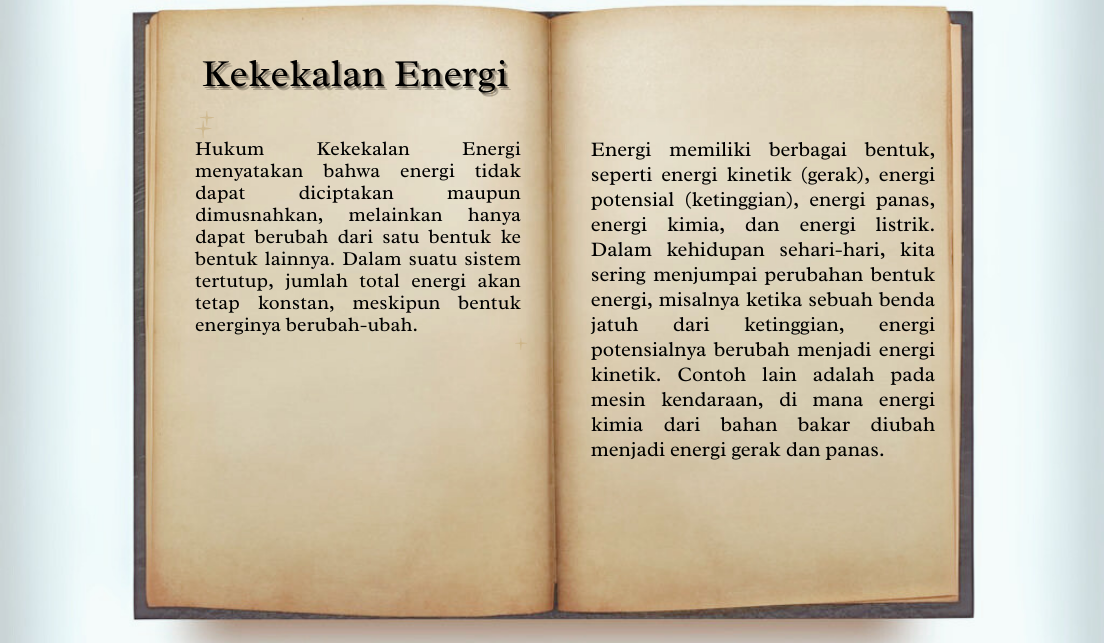 Kekekalan Energi
Hukum Kekekalan Energi
menyatakan bahwa energi tidak
dapat diciptakan maupun
dimusnahkan, melainkan hanya
dapat berubah dari satu bentuk ke
bentuk lainnya. Dalam suatu sistem
tertutup, jumlah total energi akan
tetap konstan, meskipun bentuk
energinya berubah-ubah.
Energi memiliki berbagai bentuk,
seperti energi kinetik (gerak), energi
potensial (ketinggian), energi panas,
energi kimia, dan energi listrik.
Dalam kehidupan sehari-hari, kita
sering menjumpai perubahan bentuk
energi, misalnya ketika sebuah benda
jatuh dari ketinggian, energi
potensialnya berubah menjadi energi
kinetik. Contoh lain adalah pada
mesin kendaraan, di mana energi
kimia dari bahan bakar diubah
menjadi energi gerak dan panas.